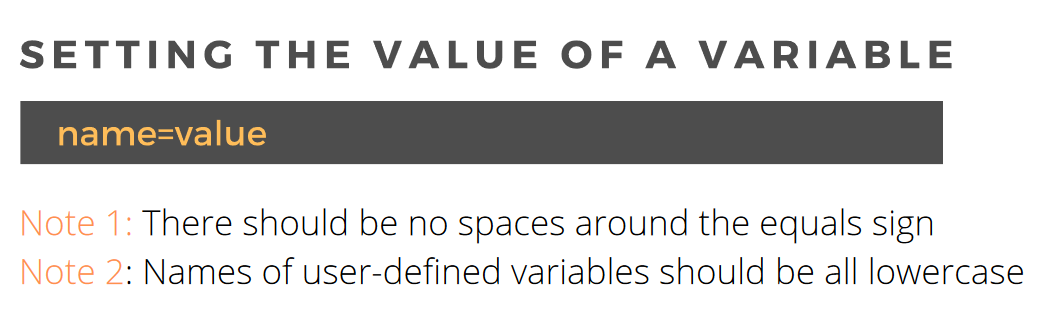 SETTING THE VALUE OF A VARIABLE
name=value
Note 1: There should be no spaces around the equals sign
Note 2: Names of user-defined variables should be all lowercase